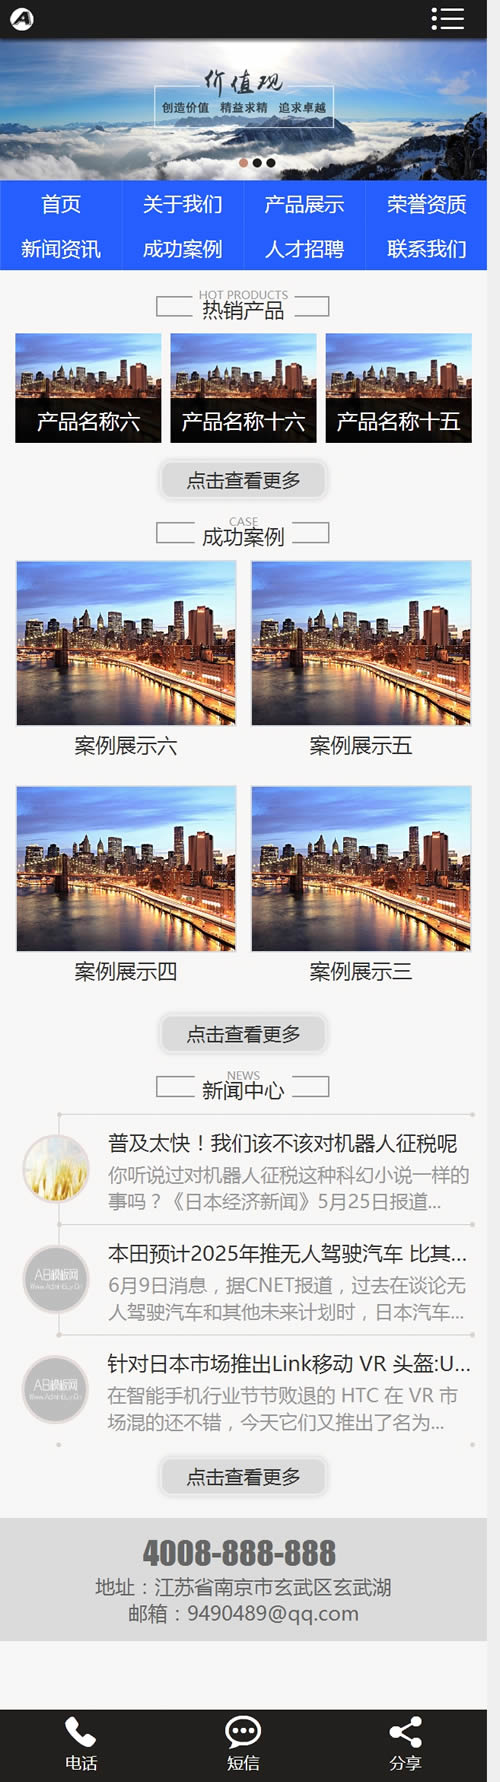 A
价值观
创造价值 精益求精 追求卓越
首页 关于我们 产品展示 荣誉资质
新闻资讯 成功案例 人才招聘 联系我们
HOT PRODUCTS
热销产品
产品名称六 产品名称十六 产品名称十五
点击查看更多
CASE
成功案例
案例展示六 案例展示五
案例展示四 案例展示三
点击查看更多
NEWS
新闻中心
普及太快！我们该不该对机器人征税呢
你听说过对机器人征税这种科幻小说一样的
事吗？《日本经济新闻》5月25日报道...
AB模板网
本田预计2025年推无人驾驶汽车 比其...
6月9日消息，据CNET报道，过去在谈论无
人驾驶汽车和其他未来计划时，日本汽车...
AB模板网
针对日本市场推出Link移动 VR 头盔:U...
在智能手机行业节节败退的 HTC 在 VR 市
场混的还不错，今天它们又推出了名为...
点击查看更多
4008-888-888
地址：江苏省南京市玄武区玄武湖
邮箱：9490489@qq.com
电话 短信 分享